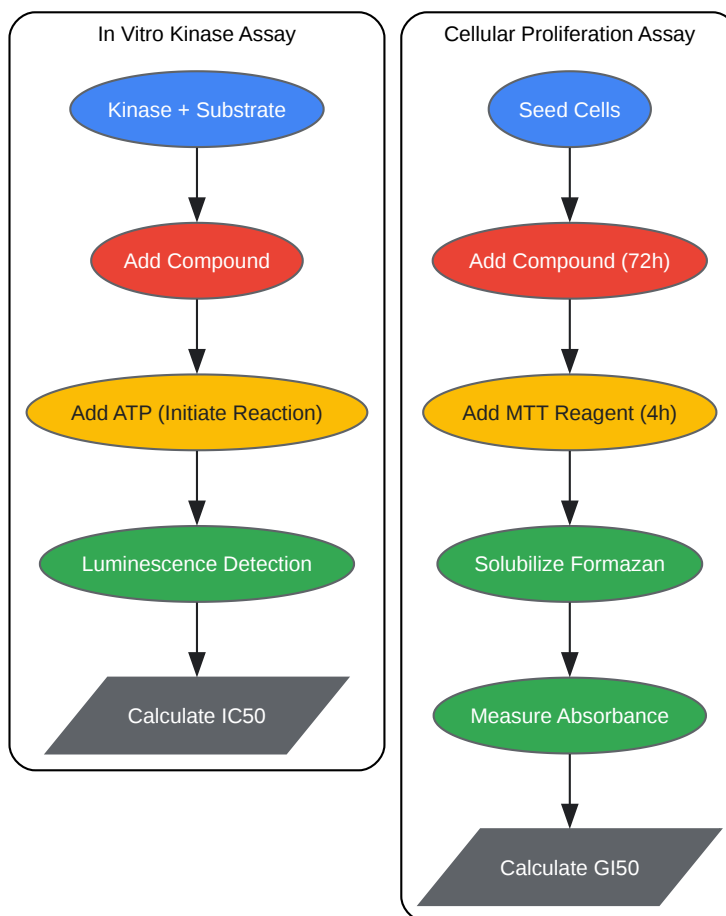 In Vitro Kinase Assay
Kinase + Substrate
Add Compound
Add ATP (Initiate Reaction)
Luminescence Detection
Calculate IC50
Cellular Proliferation Assay
Seed Cells
Add Compound (72h)
Add MTT Reagent (4h)
Solubilize Formazan
Measure Absorbance
Calculate GI50